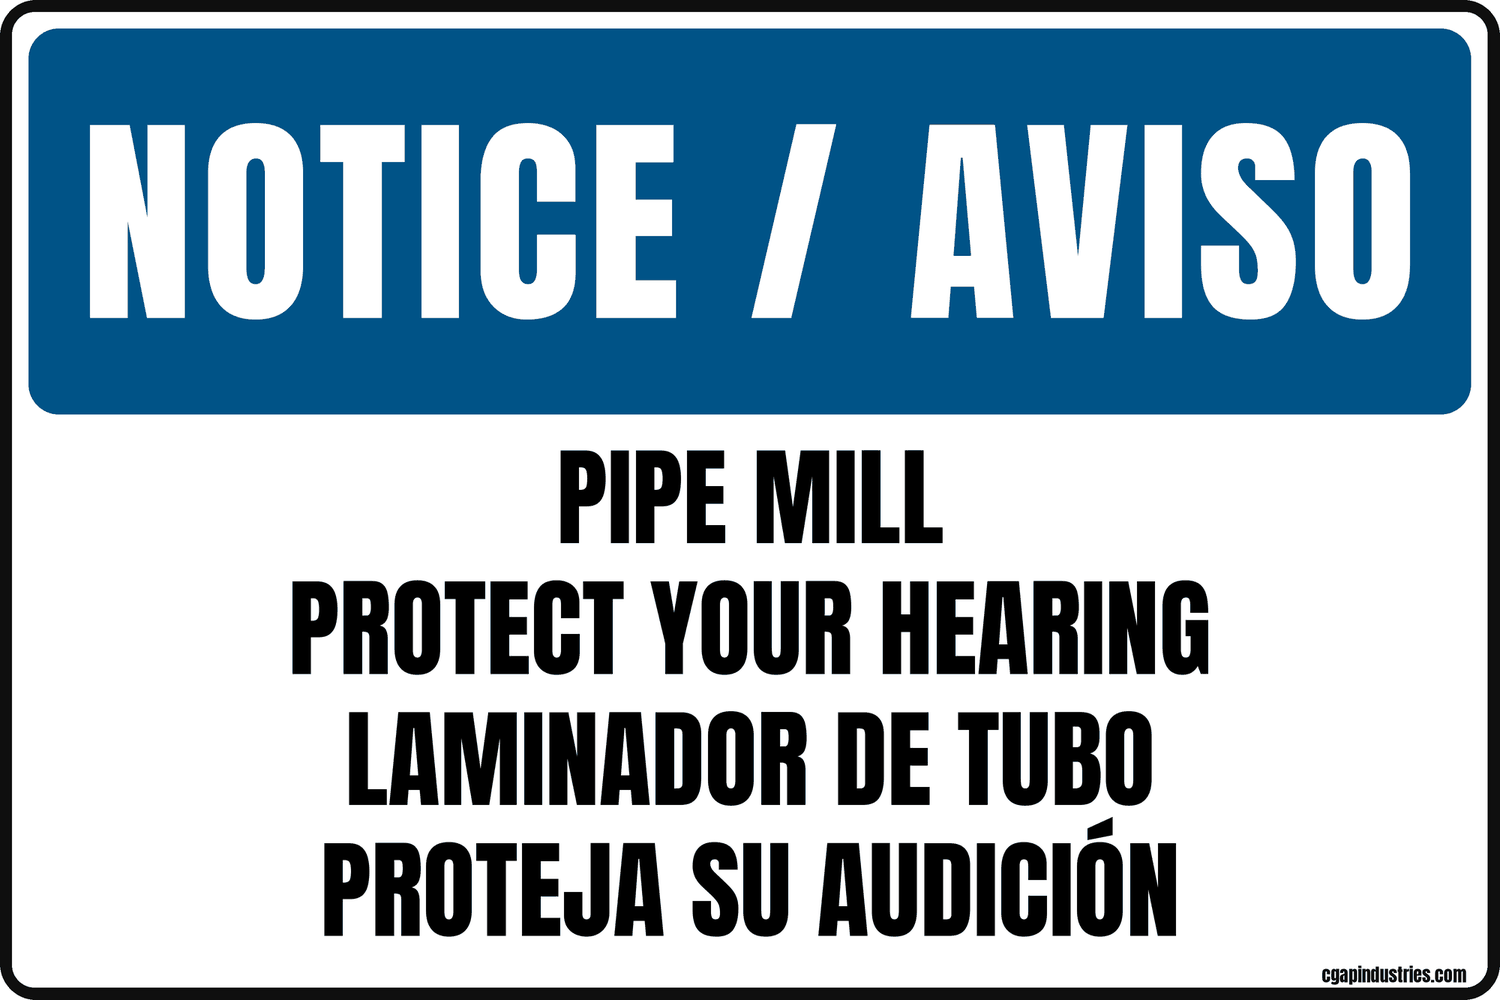 NOTICE / AVISO
PIPE MILL
PROTECT YOUR HEARING
LAMINADOR DE TUBO
PROTEJA SU AUDICIÓN
cgapindustries.com